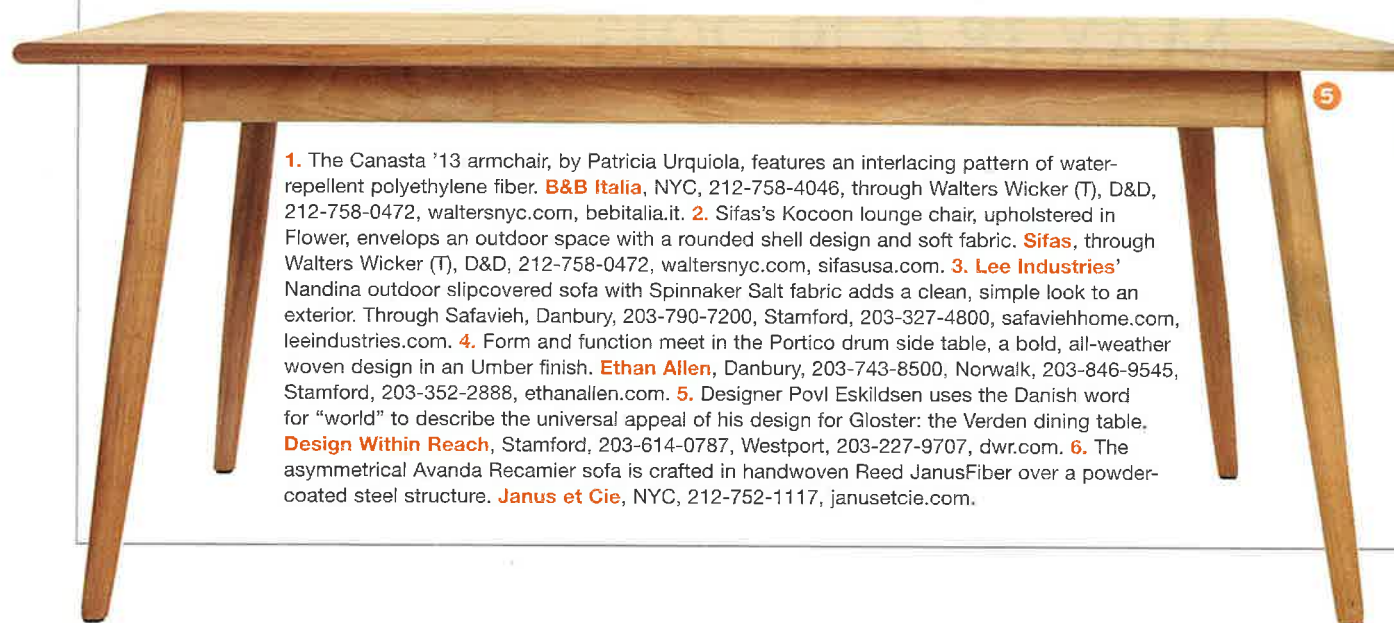 5
1. The Canasta ’13 armchair, by Patricia Urquiola, features an interlacing pattern of water-
repellent polyethylene fiber. B&B Italia, NYC, 212-758-4046, through Walters Wicker (T), D&D,
212-758-0472, waltersnyc.com, bebitalia.it. 2. Sifas’s Kocoon lounge chair, upholstered in
Flower, envelops an outdoor space with a rounded shell design and soft fabric. Sifas, through
Walters Wicker (T), D&D, 212-758-0472, waltersnyc.com, sifasusa.com. 3. Lee Industries’
Nandina outdoor slipcovered sofa with Spinnaker Salt fabric adds a clean, simple look to an
exterior. Through Safavieh, Danbury, 203-790-7200, Stamford, 203-327-4800, safaviehhome.com,
leeindustries.com. 4. Form and function meet in the Portico drum side table, a bold, all-weather
woven design in an Umber finish. Ethan Allen, Danbury, 203-743-8500, Norwalk, 203-846-9545,
Stamford, 203-352-2888, ethanallen.com. 5. Designer Povl Eskildsen uses the Danish word
for “world” to describe the universal appeal of his design for Gloster: the Verden dining table.
Design Within Reach, Stamford, 203-614-0787, Westport, 203-227-9707, dwr.com. 6. The
asymmetrical Avanda Recamier sofa is crafted in handwoven Reed JanusFiber over a powder-
coated steel structure. Janus et Cie, NYC, 212-752-1117, janusetcie.com.